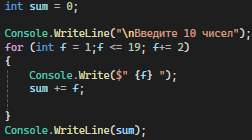 int sum = 0;
Console.WriteLine("\nВведите 10 чисел");
for (int f = 1;f <= 19; f+= 2)
{
Console.Write($" {f} ");
sum += f;
}
Console.WriteLine(sum);